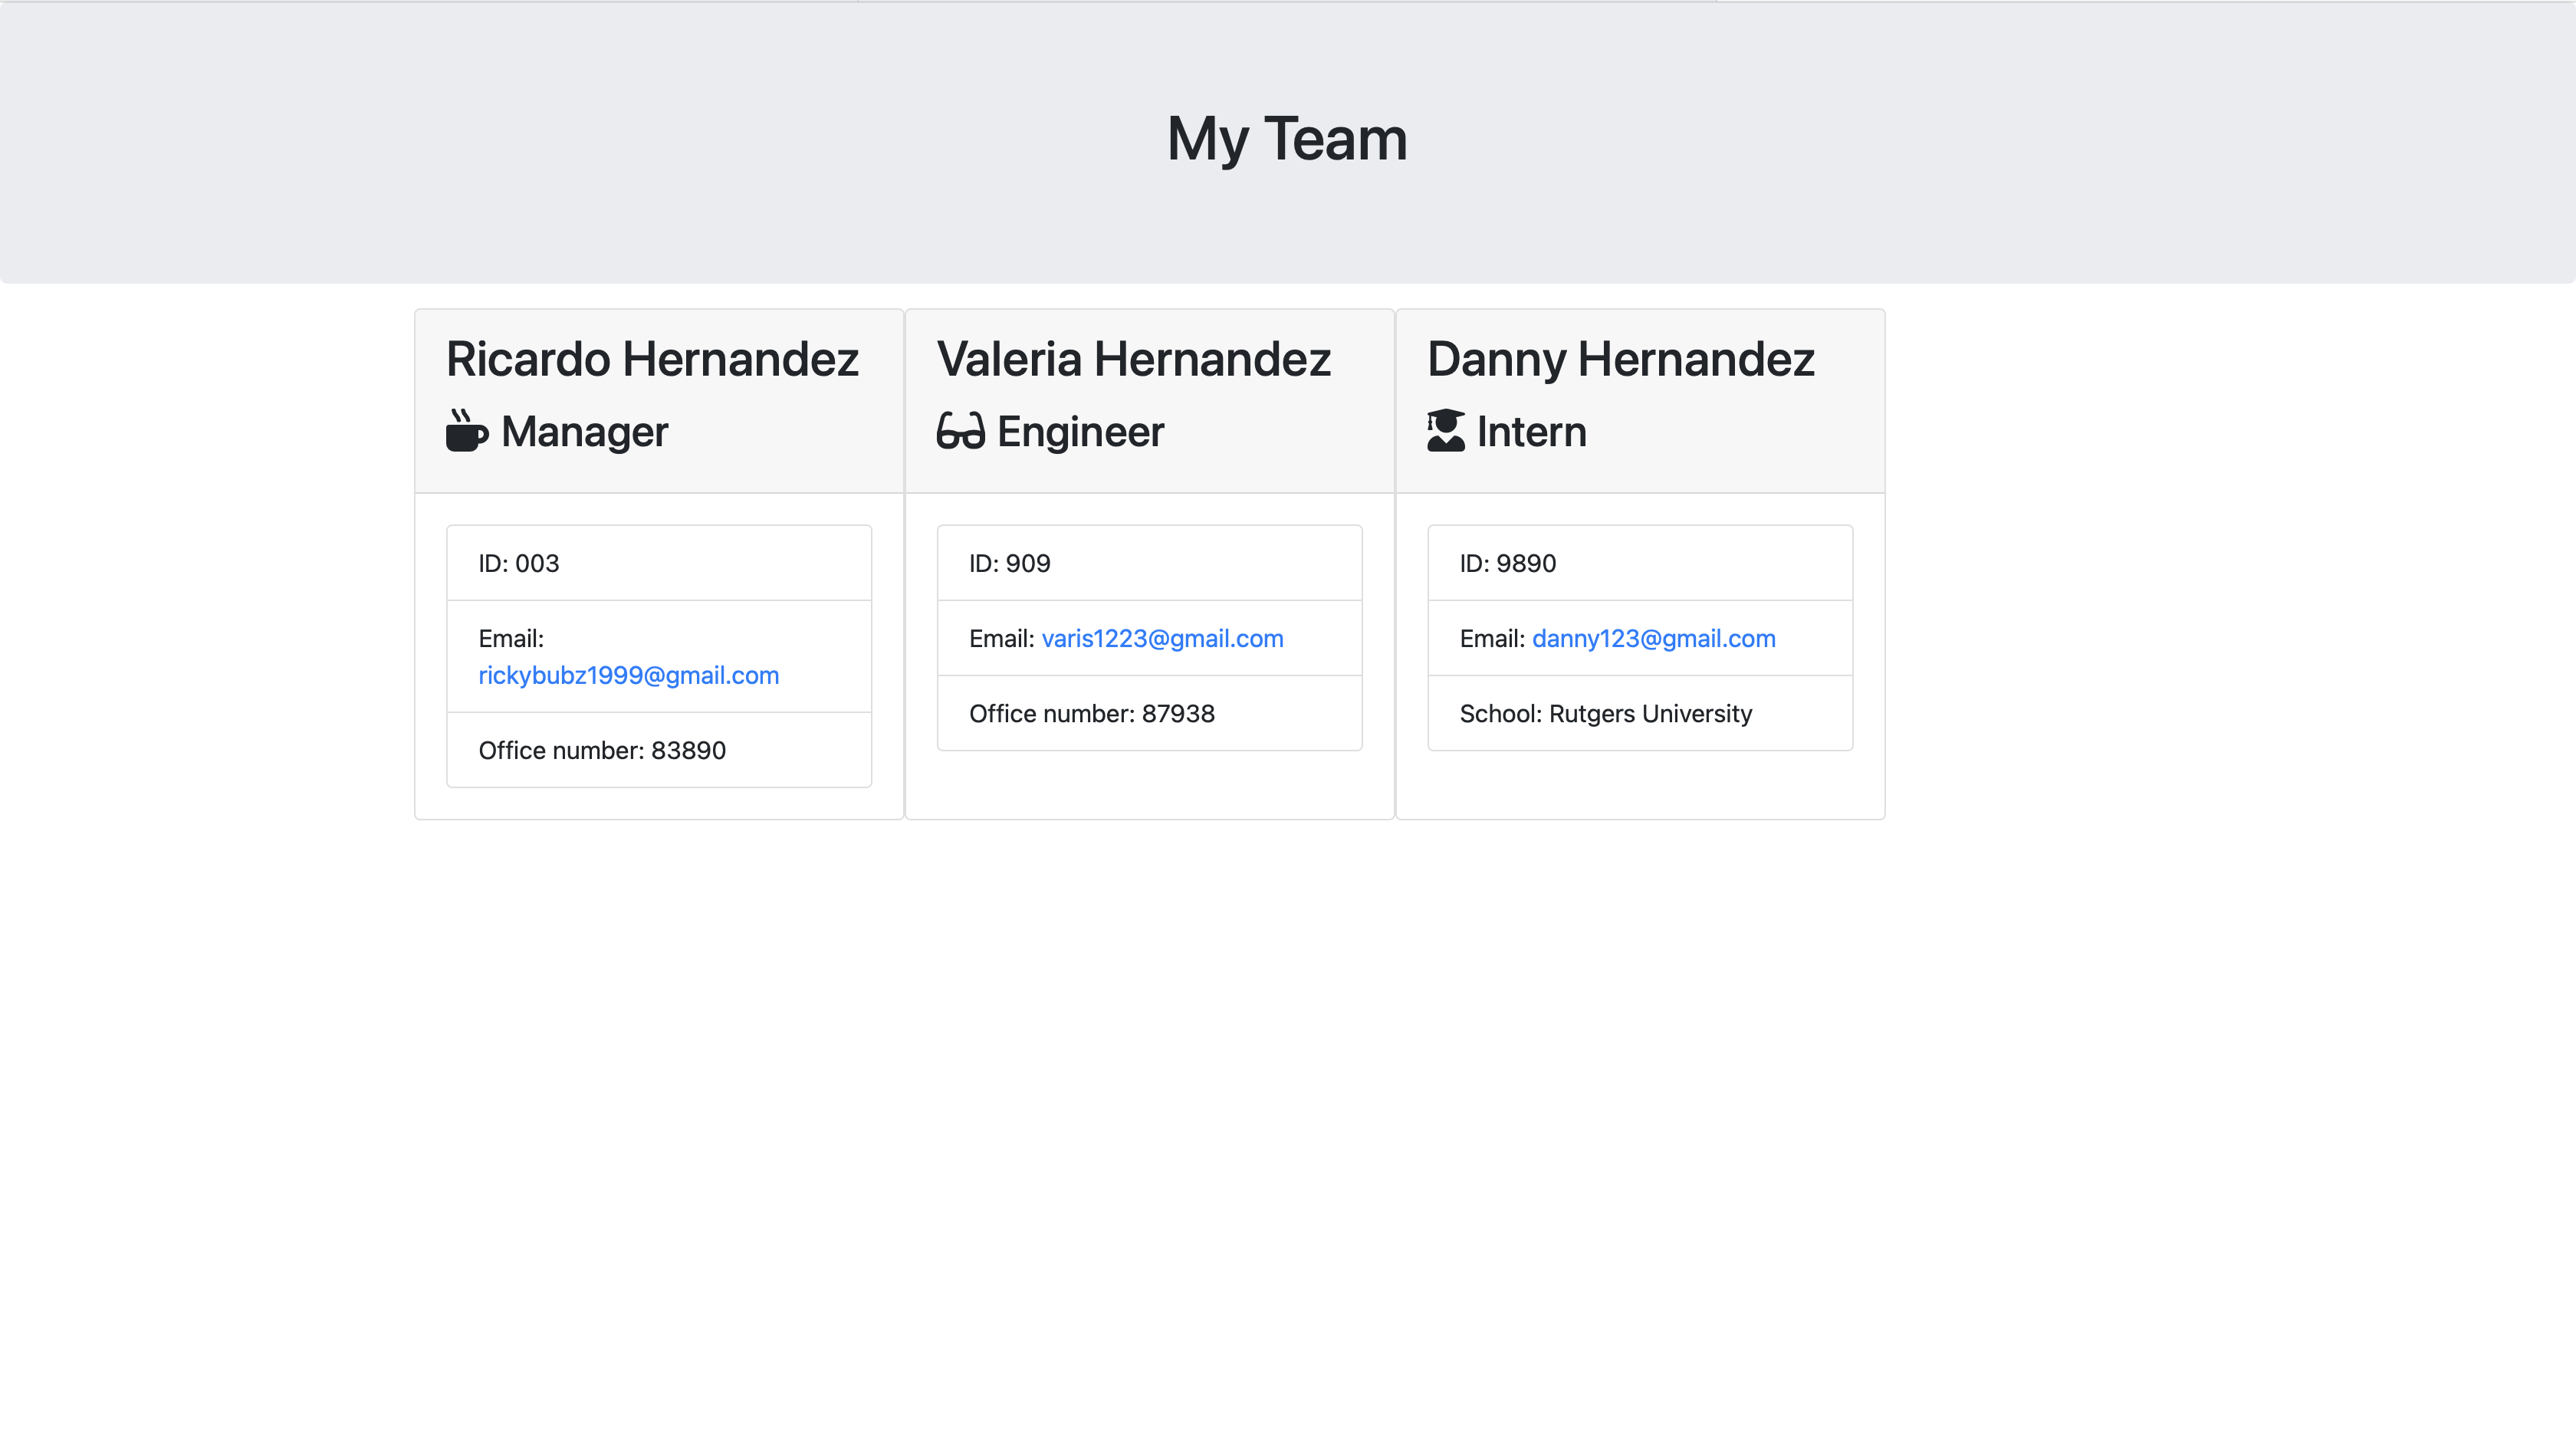 My Team
Ricardo Hernandez
Manager
ID: 003
Email:
rickybubz1999@gmail.com
Office number: 83890
Valeria Hernandez
Engineer
ID: 909
Email: varis1223@gmail.com
Office number: 87938
Danny Hernandez
Intern
ID: 9890
Email: danny123@gmail.com
School: Rutgers University